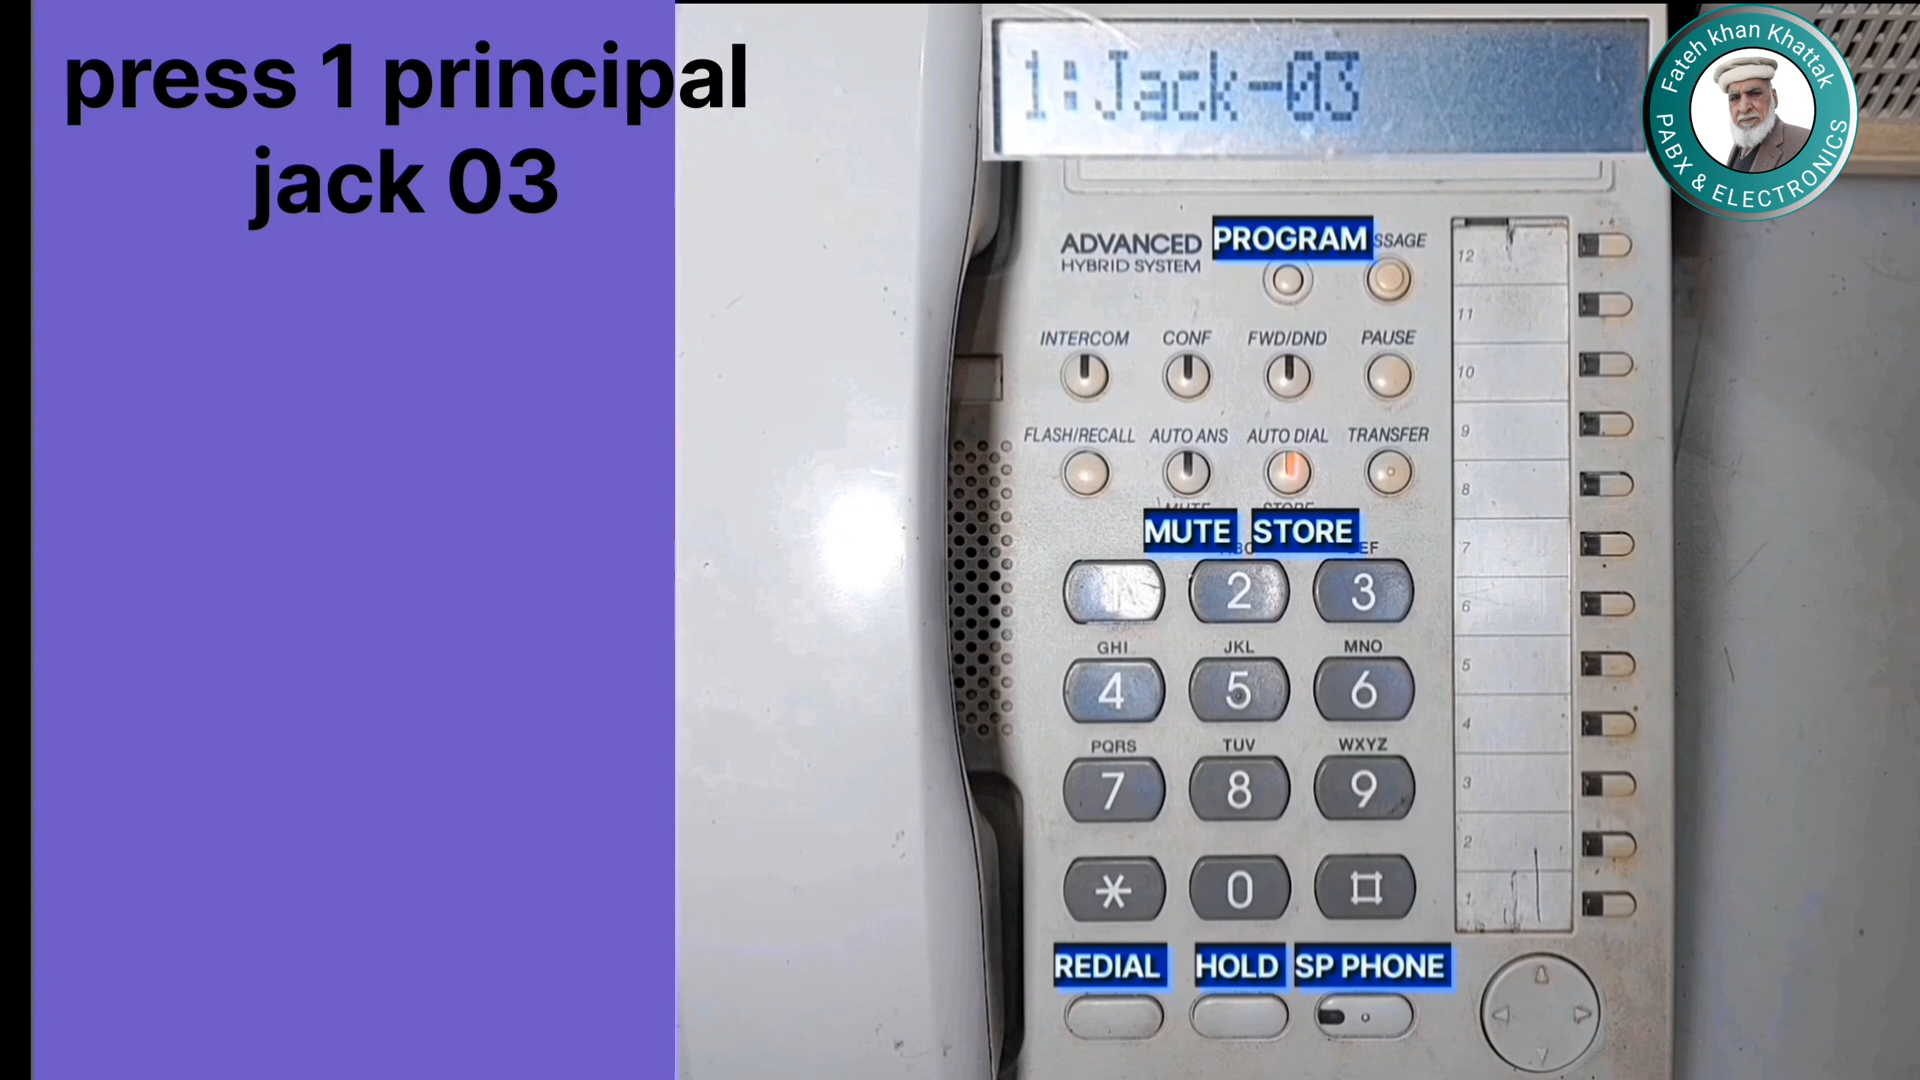 press 1 principal
jack 03
1:Jack-03
Fateh khan Khattak
PABX & ELECTRONICS
ADVANCED
HYBRID SYSTEM
PROGRAM
SSAGE
INTERCOM CONF FWD/DND PAUSE
FLASH/RECALL AUTO ANS AUTO DIAL TRANSFER
MUTE STORE
MUTE STORE
1 2 3
GHI JKL MNO
4 5 6
PQRS TUV WXYZ
7 8 9
* 0 #
REDIAL HOLD SP PHONE
12
11
10
9
8
7
6
5
4
3
2
1